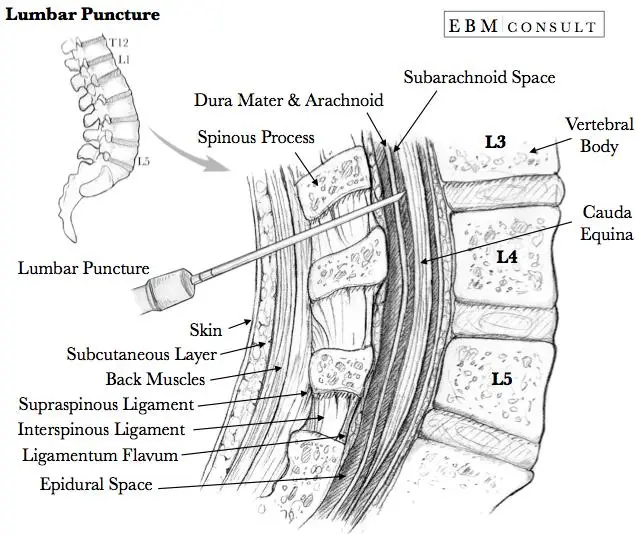 Lumbar Puncture
EBM CONSULT
T12
L1
L5
Subarachnoid Space
Dura Mater & Arachnoid
Spinous Process
L3
Vertebral
Body
Cauda
Equina
L4
Lumbar Puncture
Skin
Subcutaneous Layer
Back Muscles
L5
Supraspinous Ligament
Interspinous Ligament
Ligamentum Flavum
Epidural Space